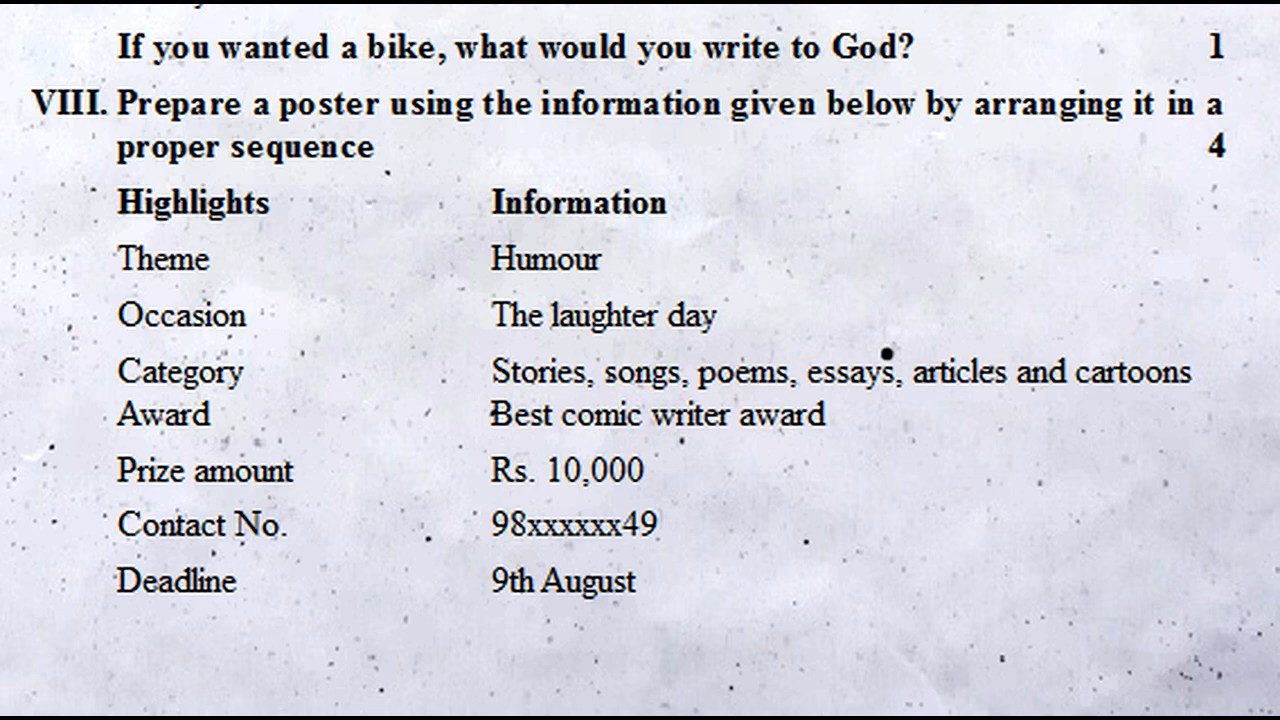 If you wanted a bike, what would you write to God? 1
VIII. Prepare a poster using the information given below by arranging it in a
proper sequence 4
Highlights Information
Theme Humour
Occasion The laughter day
Category Stories, songs, poems, essays, articles and cartoons
Award Best comic writer award
Prize amount Rs. 10,000
Contact No. 98xxxxxx49
Deadline 9th August